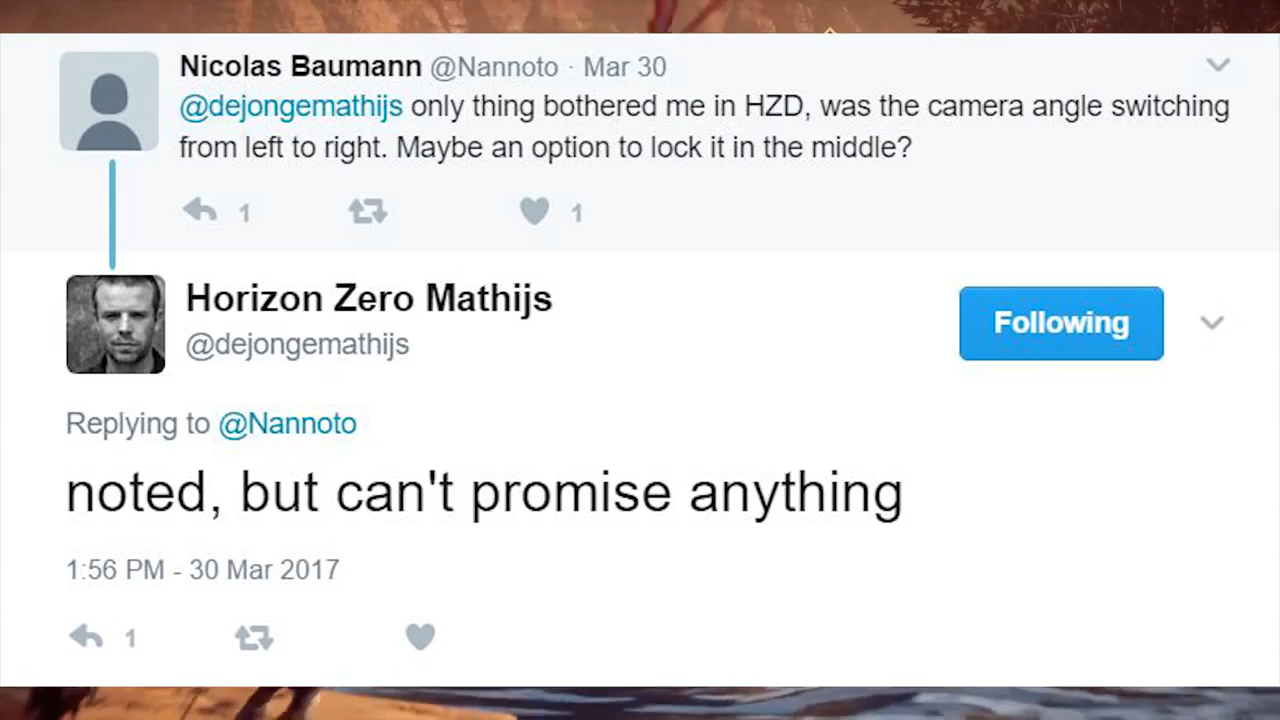 Nicolas Baumann @Nannoto · Mar 30
@dejongemathijs only thing bothered me in HZD, was the camera angle switching
from left to right. Maybe an option to lock it in the middle?
1 1
Horizon Zero Mathijs
@dejongemathijs
Following
Replying to @Nannoto
noted, but can't promise anything
1:56 PM - 30 Mar 2017
1